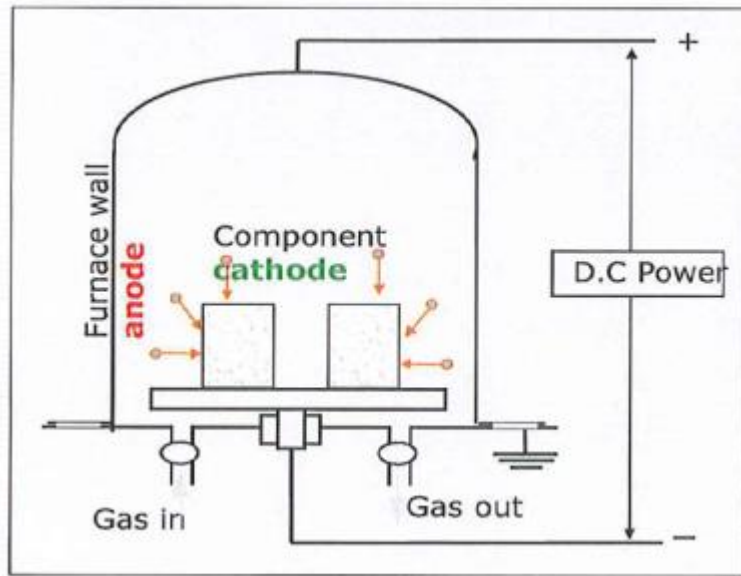 +
Furnace wall
anode
Component
cathode
D.C Power
Gas in
Gas out
−